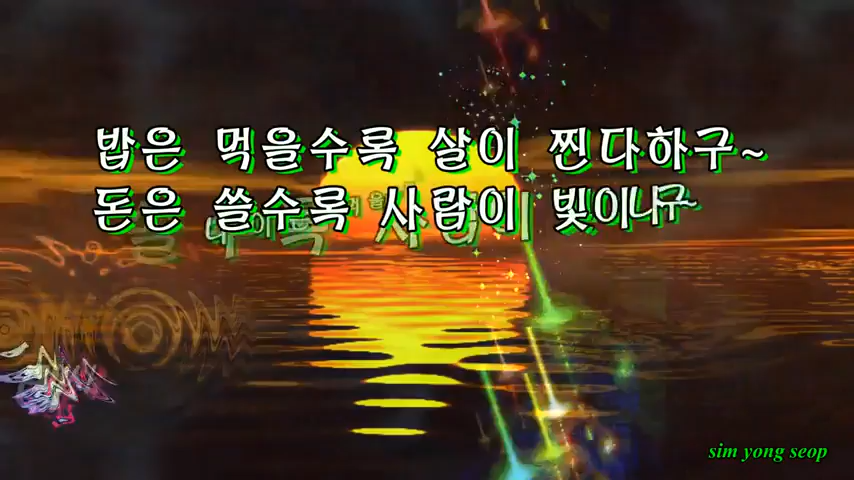 밥은 먹을수록 살이 찐다하구~
돈은 쓸수록 사람이 빛이나구~
sim yong seop